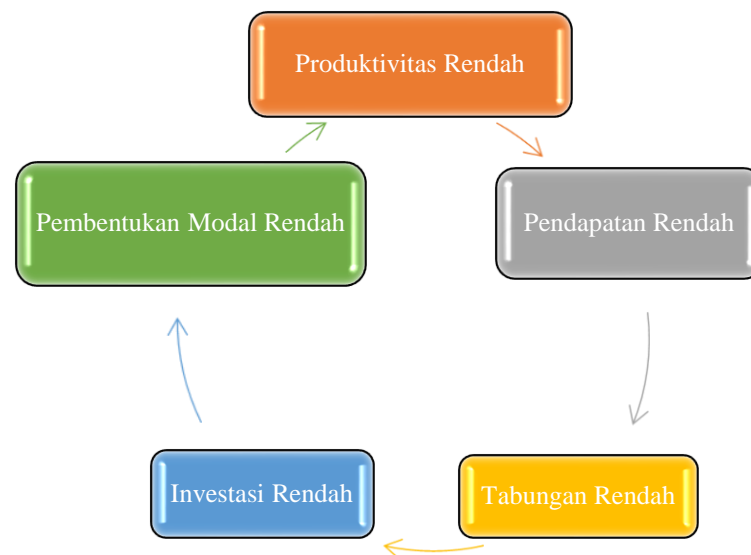 Produktivitas Rendah
Pendapatan Rendah
Tabungan Rendah
Investasi Rendah
Pembentukan Modal Rendah